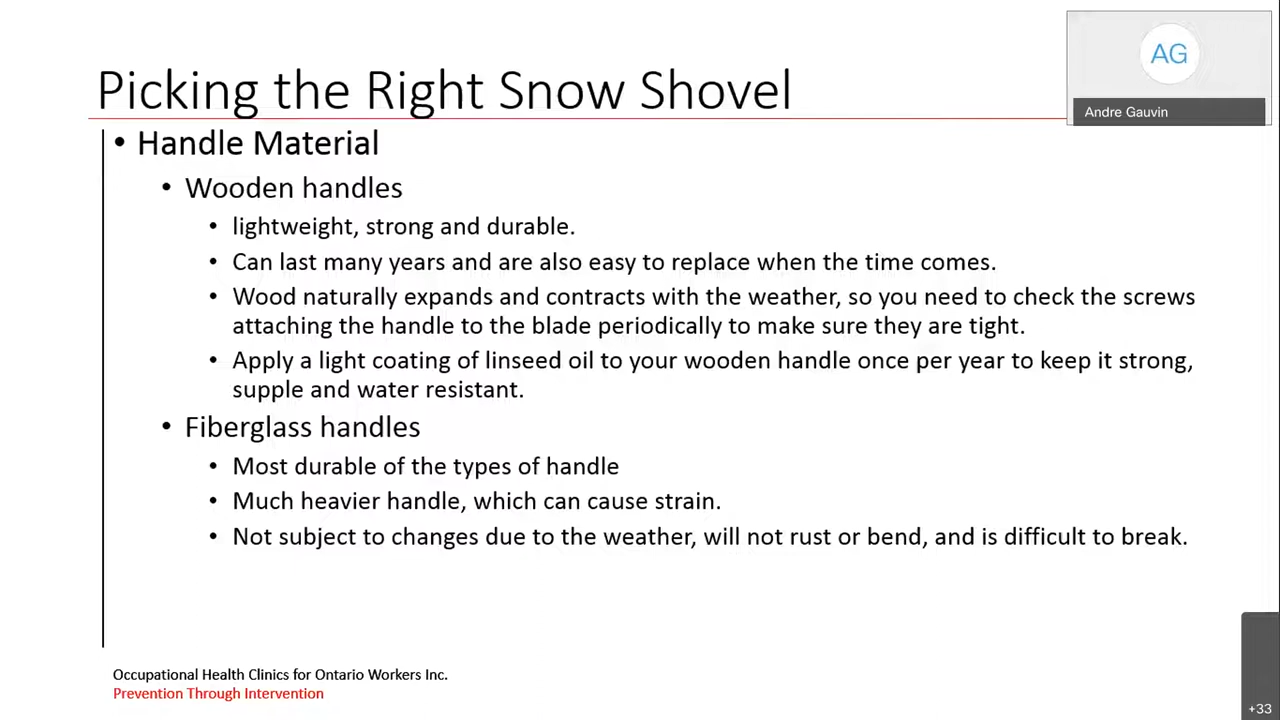 AG
Andre Gauvin
Picking the Right Snow Shovel
• Handle Material
• Wooden handles
• lightweight, strong and durable.
• Can last many years and are also easy to replace when the time comes.
• Wood naturally expands and contracts with the weather, so you need to check the screws
attaching the handle to the blade periodically to make sure they are tight.
• Apply a light coating of linseed oil to your wooden handle once per year to keep it strong,
supple and water resistant.
• Fiberglass handles
• Most durable of the types of handle
• Much heavier handle, which can cause strain.
• Not subject to changes due to the weather, will not rust or bend, and is difficult to break.
Occupational Health Clinics for Ontario Workers Inc.
Prevention Through Intervention
+33